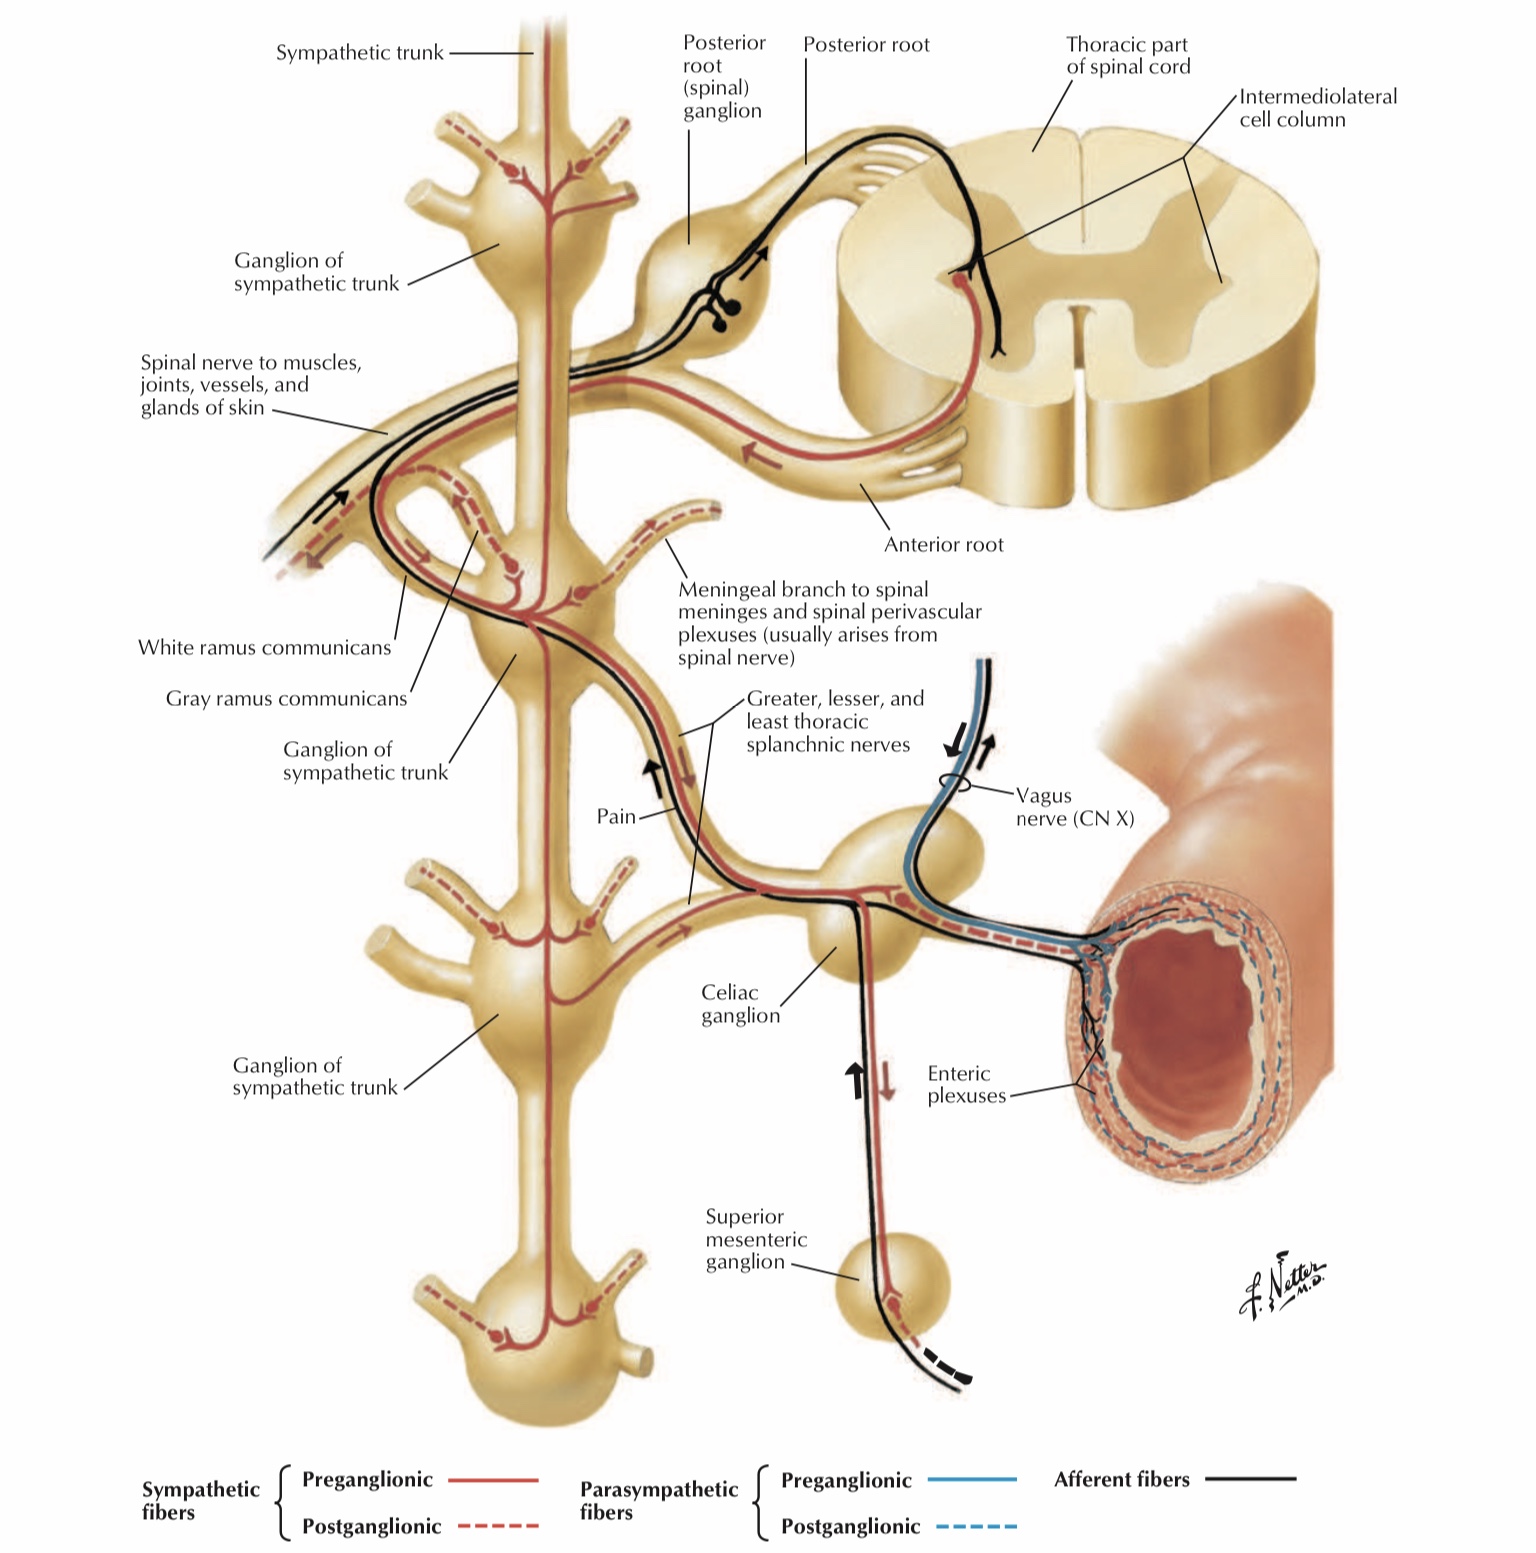 Sympathetic trunk
Posterior
root
(spinal)
ganglion
Posterior root
Thoracic part
of spinal cord
Intermediolateral
cell column
Ganglion of
sympathetic trunk
Spinal nerve to muscles,
joints, vessels, and
glands of skin
Anterior root
Meningeal branch to spinal
meninges and spinal perivascular
plexuses (usually arises from
spinal nerve)
White ramus communicans
Gray ramus communicans
Greater, lesser, and
least thoracic
splanchnic nerves
Ganglion of
sympathetic trunk
Vagus
nerve (CN X)
Pain
Celiac
ganglion
Ganglion of
sympathetic trunk
Enteric
plexuses
Superior
mesenteric
ganglion
F. Netter
M.D.
Sympathetic
fibers
Preganglionic
Postganglionic
Parasympathetic
fibers
Preganglionic
Postganglionic
Afferent fibers